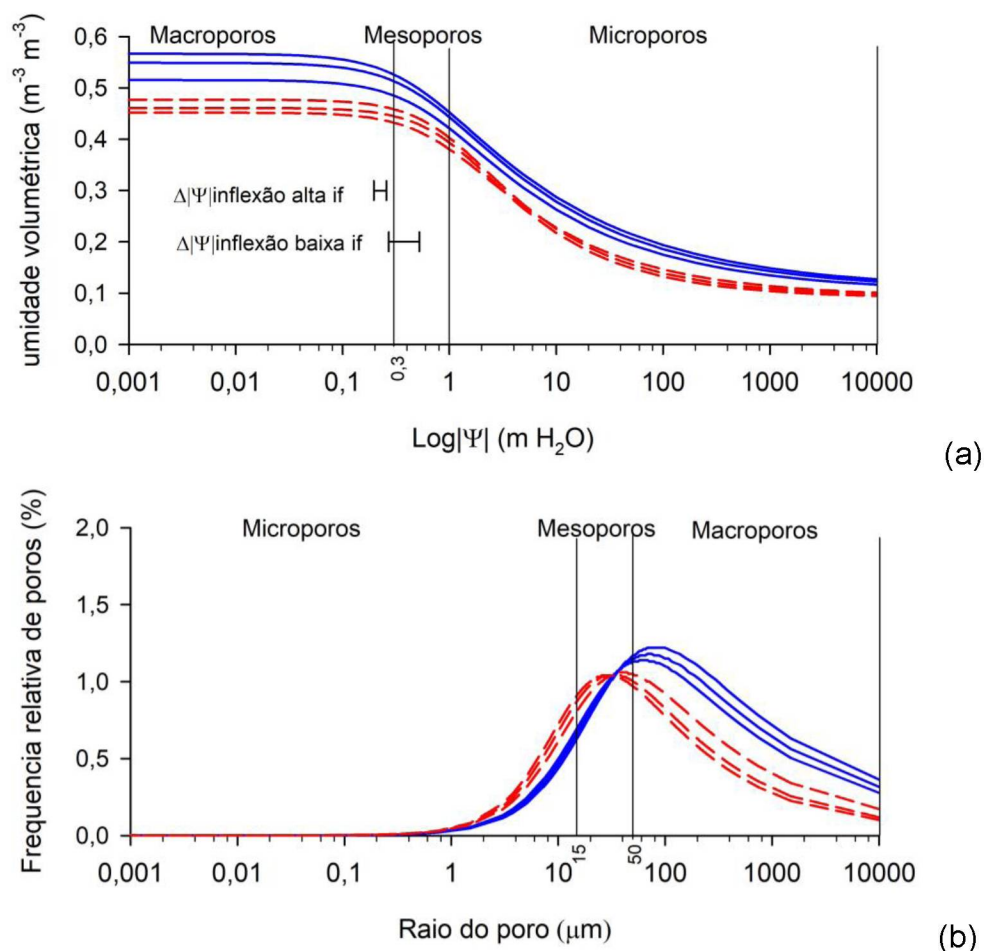 Macroporos Mesoporos Microporos
umidade volumétrica (m⁻³ m⁻³)
0,6
0,5
0,4
0,3
0,2
0,1
0,0
Δ|Ψ|inflexão alta if
Δ|Ψ|inflexão baixa if
0,001 0,01 0,1 0,3 1 10 100 1000 10000
Log|Ψ| (m H₂O)
(a)
Microporos Mesoporos Macroporos
Frequencia relativa de poros (%)
2,0
1,5
1,0
0,5
0,0
0,001 0,01 0,1 1 10 15 50 100 1000 10000
Raio do poro (μm)
(b)